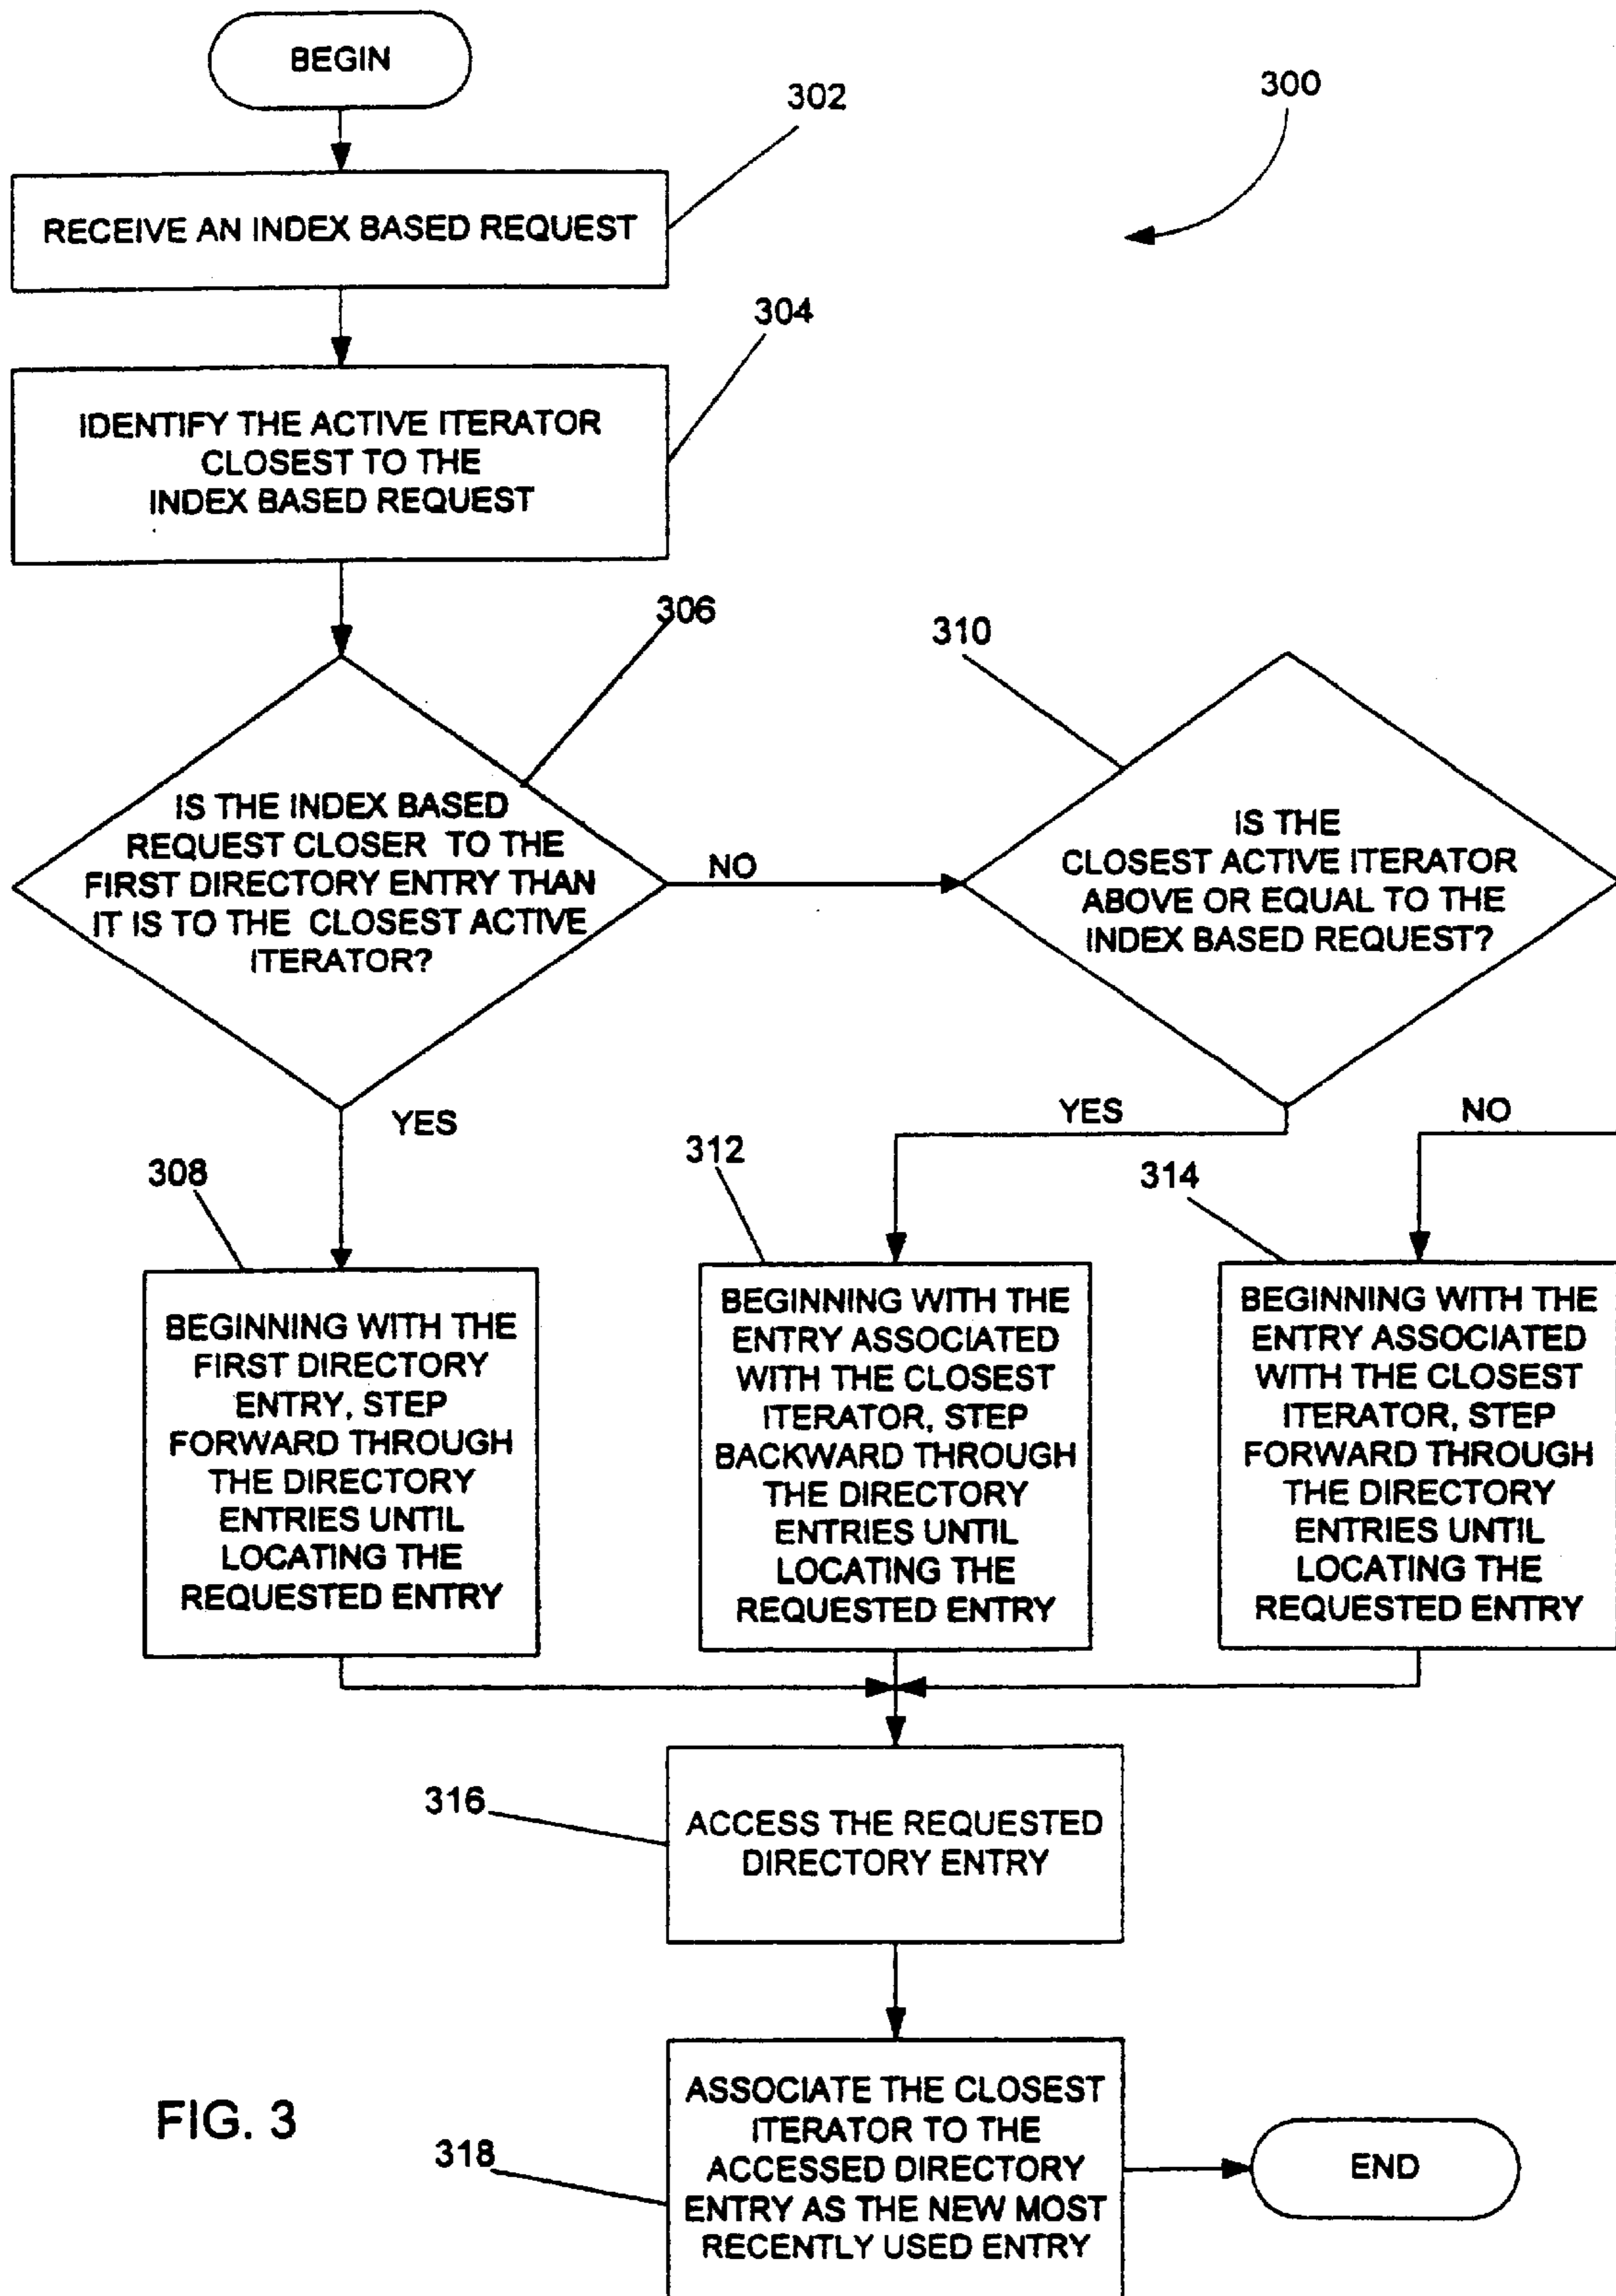 BEGIN
302
300
RECEIVE AN INDEX BASED REQUEST
304
IDENTIFY THE ACTIVE ITERATOR
CLOSEST TO THE
INDEX BASED REQUEST
306
310
IS THE INDEX BASED
REQUEST CLOSER TO THE
FIRST DIRECTORY ENTRY THAN
IT IS TO THE CLOSEST ACTIVE
ITERATOR?
NO
IS THE
CLOSEST ACTIVE ITERATOR
ABOVE OR EQUAL TO THE
INDEX BASED REQUEST?
YES
YES
NO
308
312
314
BEGINNING WITH THE
FIRST DIRECTORY
ENTRY, STEP
FORWARD THROUGH
THE DIRECTORY
ENTRIES UNTIL
LOCATING THE
REQUESTED ENTRY
BEGINNING WITH THE
ENTRY ASSOCIATED
WITH THE CLOSEST
ITERATOR, STEP
BACKWARD THROUGH
THE DIRECTORY
ENTRIES UNTIL
LOCATING THE
REQUESTED ENTRY
BEGINNING WITH THE
ENTRY ASSOCIATED
WITH THE CLOSEST
ITERATOR, STEP
FORWARD THROUGH
THE DIRECTORY
ENTRIES UNTIL
LOCATING THE
REQUESTED ENTRY
316
ACCESS THE REQUESTED
DIRECTORY ENTRY
FIG. 3
318
ASSOCIATE THE CLOSEST
ITERATOR TO THE
ACCESSED DIRECTORY
ENTRY AS THE NEW MOST
RECENTLY USED ENTRY
END